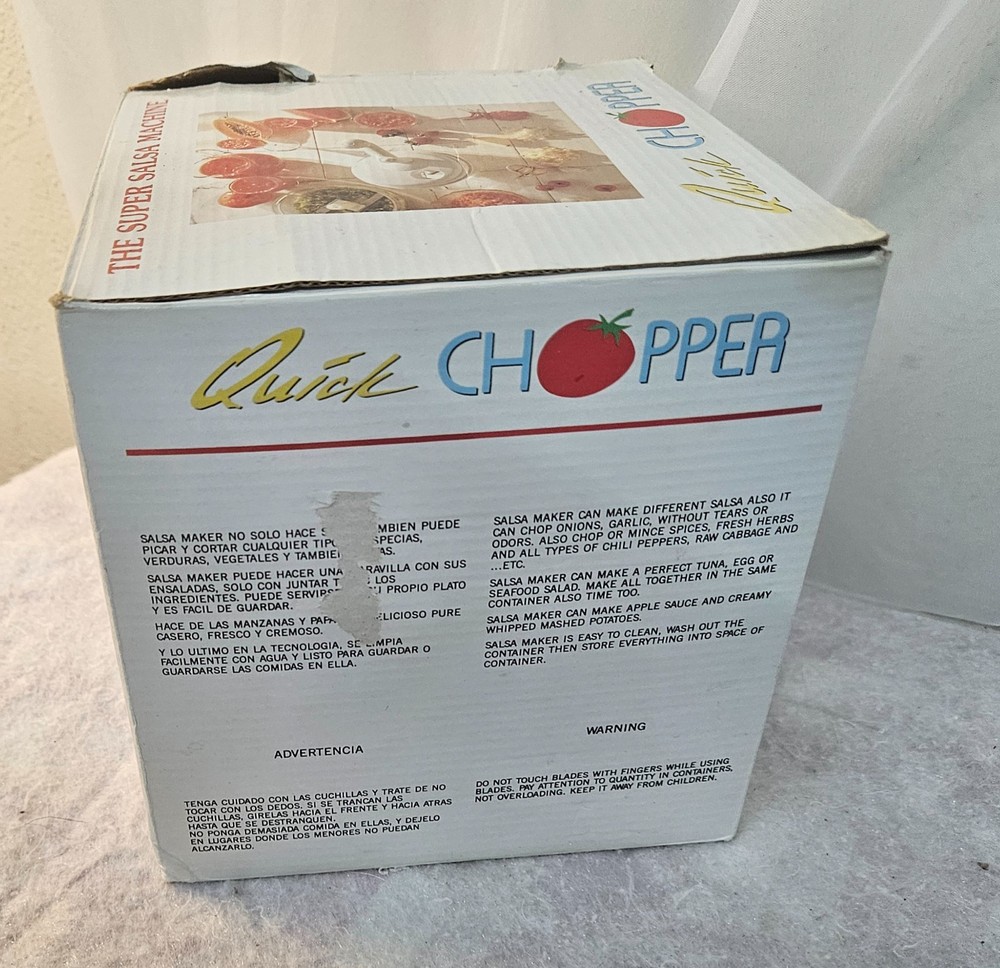 THE SUPER SALSA MACHINE
Quick CHOPPER
Quick CHOPPER
SALSA MAKER NO SOLO HACE MBIEN PUEDE
PICAR Y CORTAR CUALQUIER TIPO SPECIAS,
VERDURAS, VEGETALES Y TAMBIE AS.
SALSA MAKER PUEDE HACER UNA ARAVILLA CON SUS
ENSALADAS, SOLO CON JUNTAR T LOS
INGREDIENTES. PUEDE SERVIRS PROPIO PLATO
Y ES FACIL DE GUARDAR.
HACE DE LAS MANZANAS Y PAPA ELICIOSO PURE
CASERO, FRESCO Y CREMOSO.
Y LO ULTIMO EN LA TECNOLOGIA, SE LIMPIA
FACILMENTE CON AGUA Y LISTO PARA GUARDAR O
GUARDARSE LAS COMIDAS EN ELLA.
ADVERTENCIA
TENGA CUIDADO CON LAS CUCHILLAS Y TRATE DE NO
TOCAR CON LOS DEDOS. SI SE TRANCAN LAS
CUCHILLAS, GIRELAS HACIA EL FRENTE Y HACIA ATRAS
HASTA QUE SE DESTRANQUEN.
NO PONGA DEMASIADA COMIDA EN ELLAS, Y DEJELO
EN LUGARES DONDE LOS MENORES NO PUEDAN
ALCANZARLO.
SALSA MAKER CAN MAKE DIFFERENT SALSA ALSO IT
CAN CHOP ONIONS, GARLIC, WITHOUT TEARS OR
ODORS. ALSO CHOP OR MINCE SPICES, FRESH HERBS
AND ALL TYPES OF CHILI PEPPERS, RAW CABBAGE AND
...ETC.
SALSA MAKER CAN MAKE A PERFECT TUNA, EGG OR
SEAFOOD SALAD. MAKE ALL TOGETHER IN THE SAME
CONTAINER ALSO TIME TOO.
SALSA MAKER CAN MAKE APPLE SAUCE AND CREAMY
WHIPPED MASHED POTATOES.
SALSA MAKER IS EASY TO CLEAN, WASH OUT THE
CONTAINER THEN STORE EVERYTHING INTO SPACE OF
CONTAINER.
WARNING
DO NOT TOUCH BLADES WITH FINGERS WHILE USING
BLADES. PAY ATTENTION TO QUANTITY IN CONTAINERS,
NOT OVERLOADING. KEEP IT AWAY FROM CHILDREN.